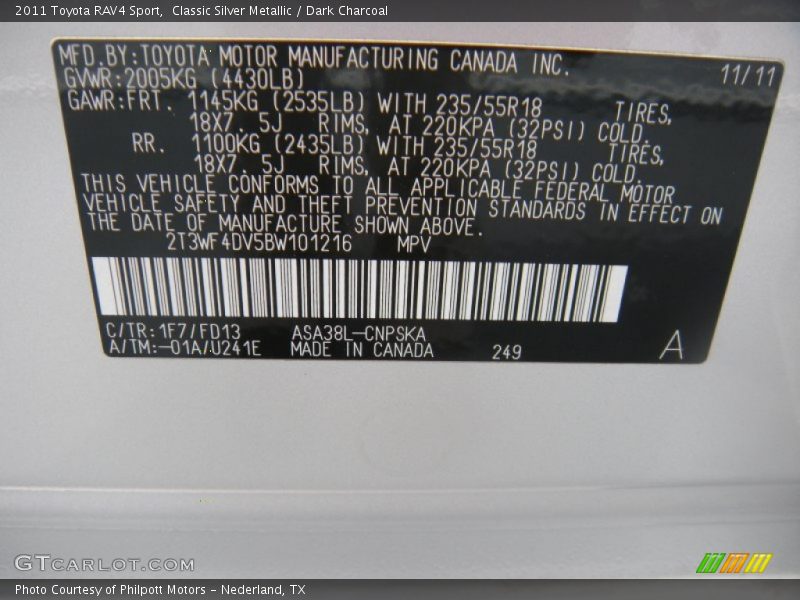 2011 Toyota RAV4 Sport,  Classic Silver Metallic / Dark Charcoal
MFD.BY:TOYOTA MOTOR MANUFACTURING CANADA INC. 11/11
GVWR:2005KG (4430LB)
GAWR:FRT. 1145KG (2535LB) WITH 235/55R18 TIRES,
18X7.5J RIMS, AT 220KPA (32PSI) COLD.
RR. 1100KG (2435LB) WITH 235/55R18 TIRES,
18X7.5J RIMS, AT 220KPA (32PSI) COLD.
THIS VEHICLE CONFORMS TO ALL APPLICABLE FEDERAL MOTOR
VEHICLE SAFETY AND THEFT PREVENTION STANDARDS IN EFFECT ON
THE DATE OF MANUFACTURE SHOWN ABOVE.
2T3WF4DV5BW101216 MPV
C/TR:1F7/FD13 ASA38L-CNPSKA
A/TM:-01A/U241E MADE IN CANADA 249 A
GTCARLOT.COM
Photo Courtesy of Philpott Motors - Nederland, TX